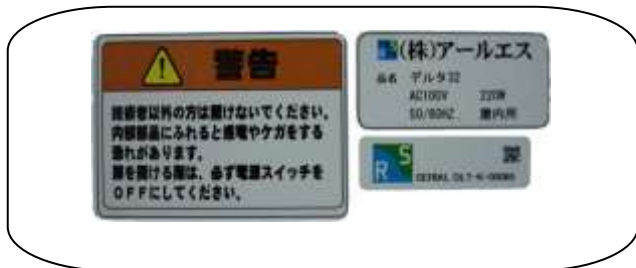 警告
技術者以外の方は開けないでください。
内部部品にふれると感電やケガをする
恐れがあります。
扉を開ける際は、必ず電源スイッチを
OFFにしてください。
(株)アールエス
品名 デルタ32
AC100V 220W
50/60HZ 屋内用
RS
SERIAL DLT-K-